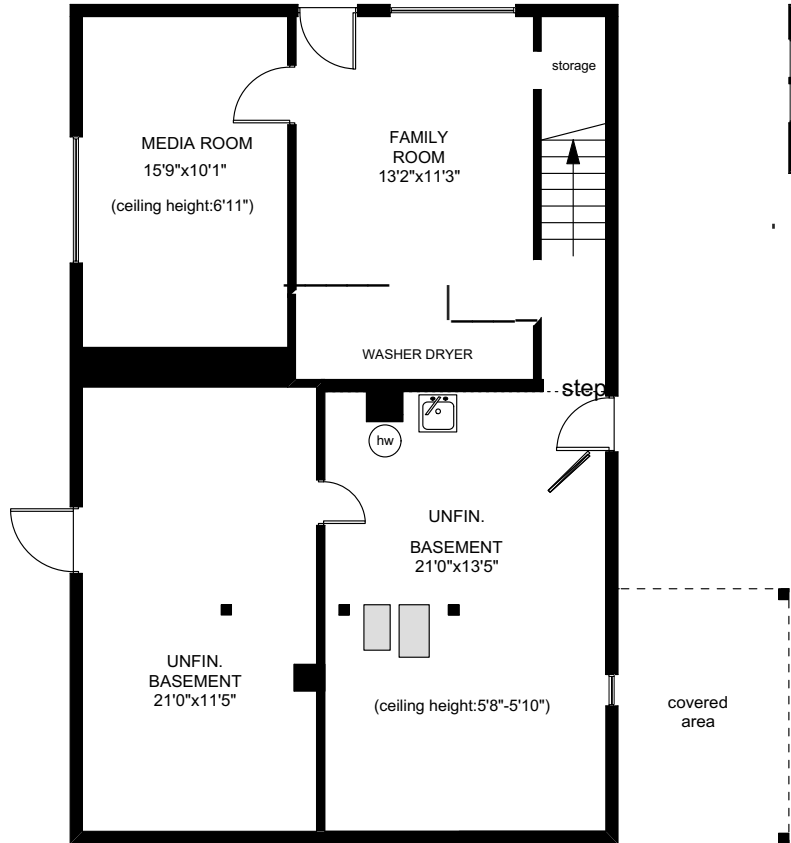 storage
MEDIA ROOM
15'9"x10'1"
(ceiling height:6'11")
FAMILY
ROOM
13'2"x11'3"
WASHER DRYER
step
hw
UNFIN.
BASEMENT
21'0"x13'5"
(ceiling height:5'8"-5'10")
UNFIN.
BASEMENT
21'0"x11'5"
covered
area